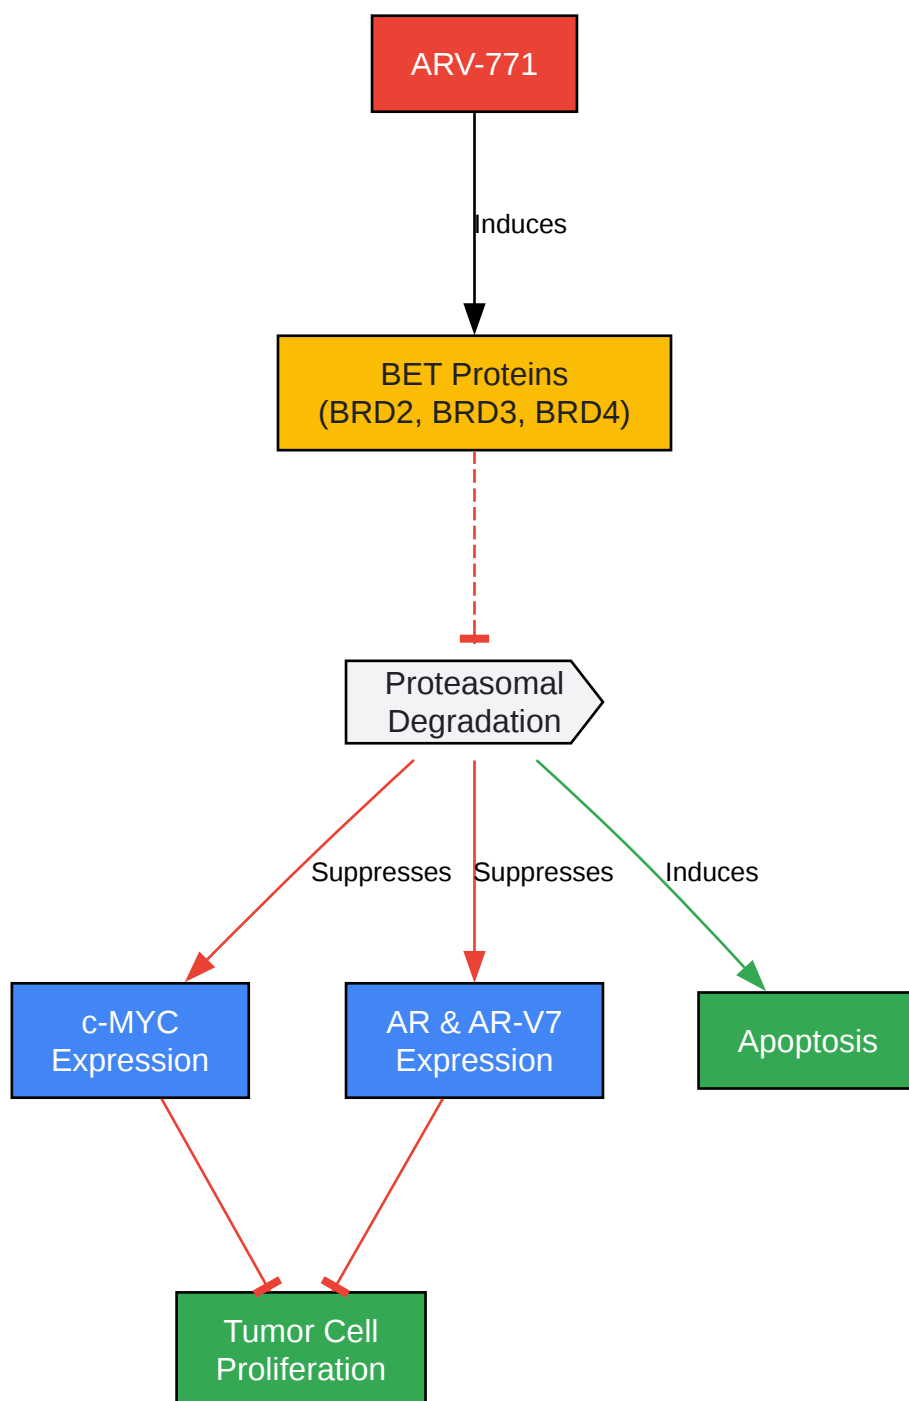 ARV-771
Induces
BET Proteins
(BRD2, BRD3, BRD4)
Proteasomal
Degradation
Suppresses
Suppresses
Induces
c-MYC
Expression
AR & AR-V7
Expression
Apoptosis
Tumor Cell
Proliferation